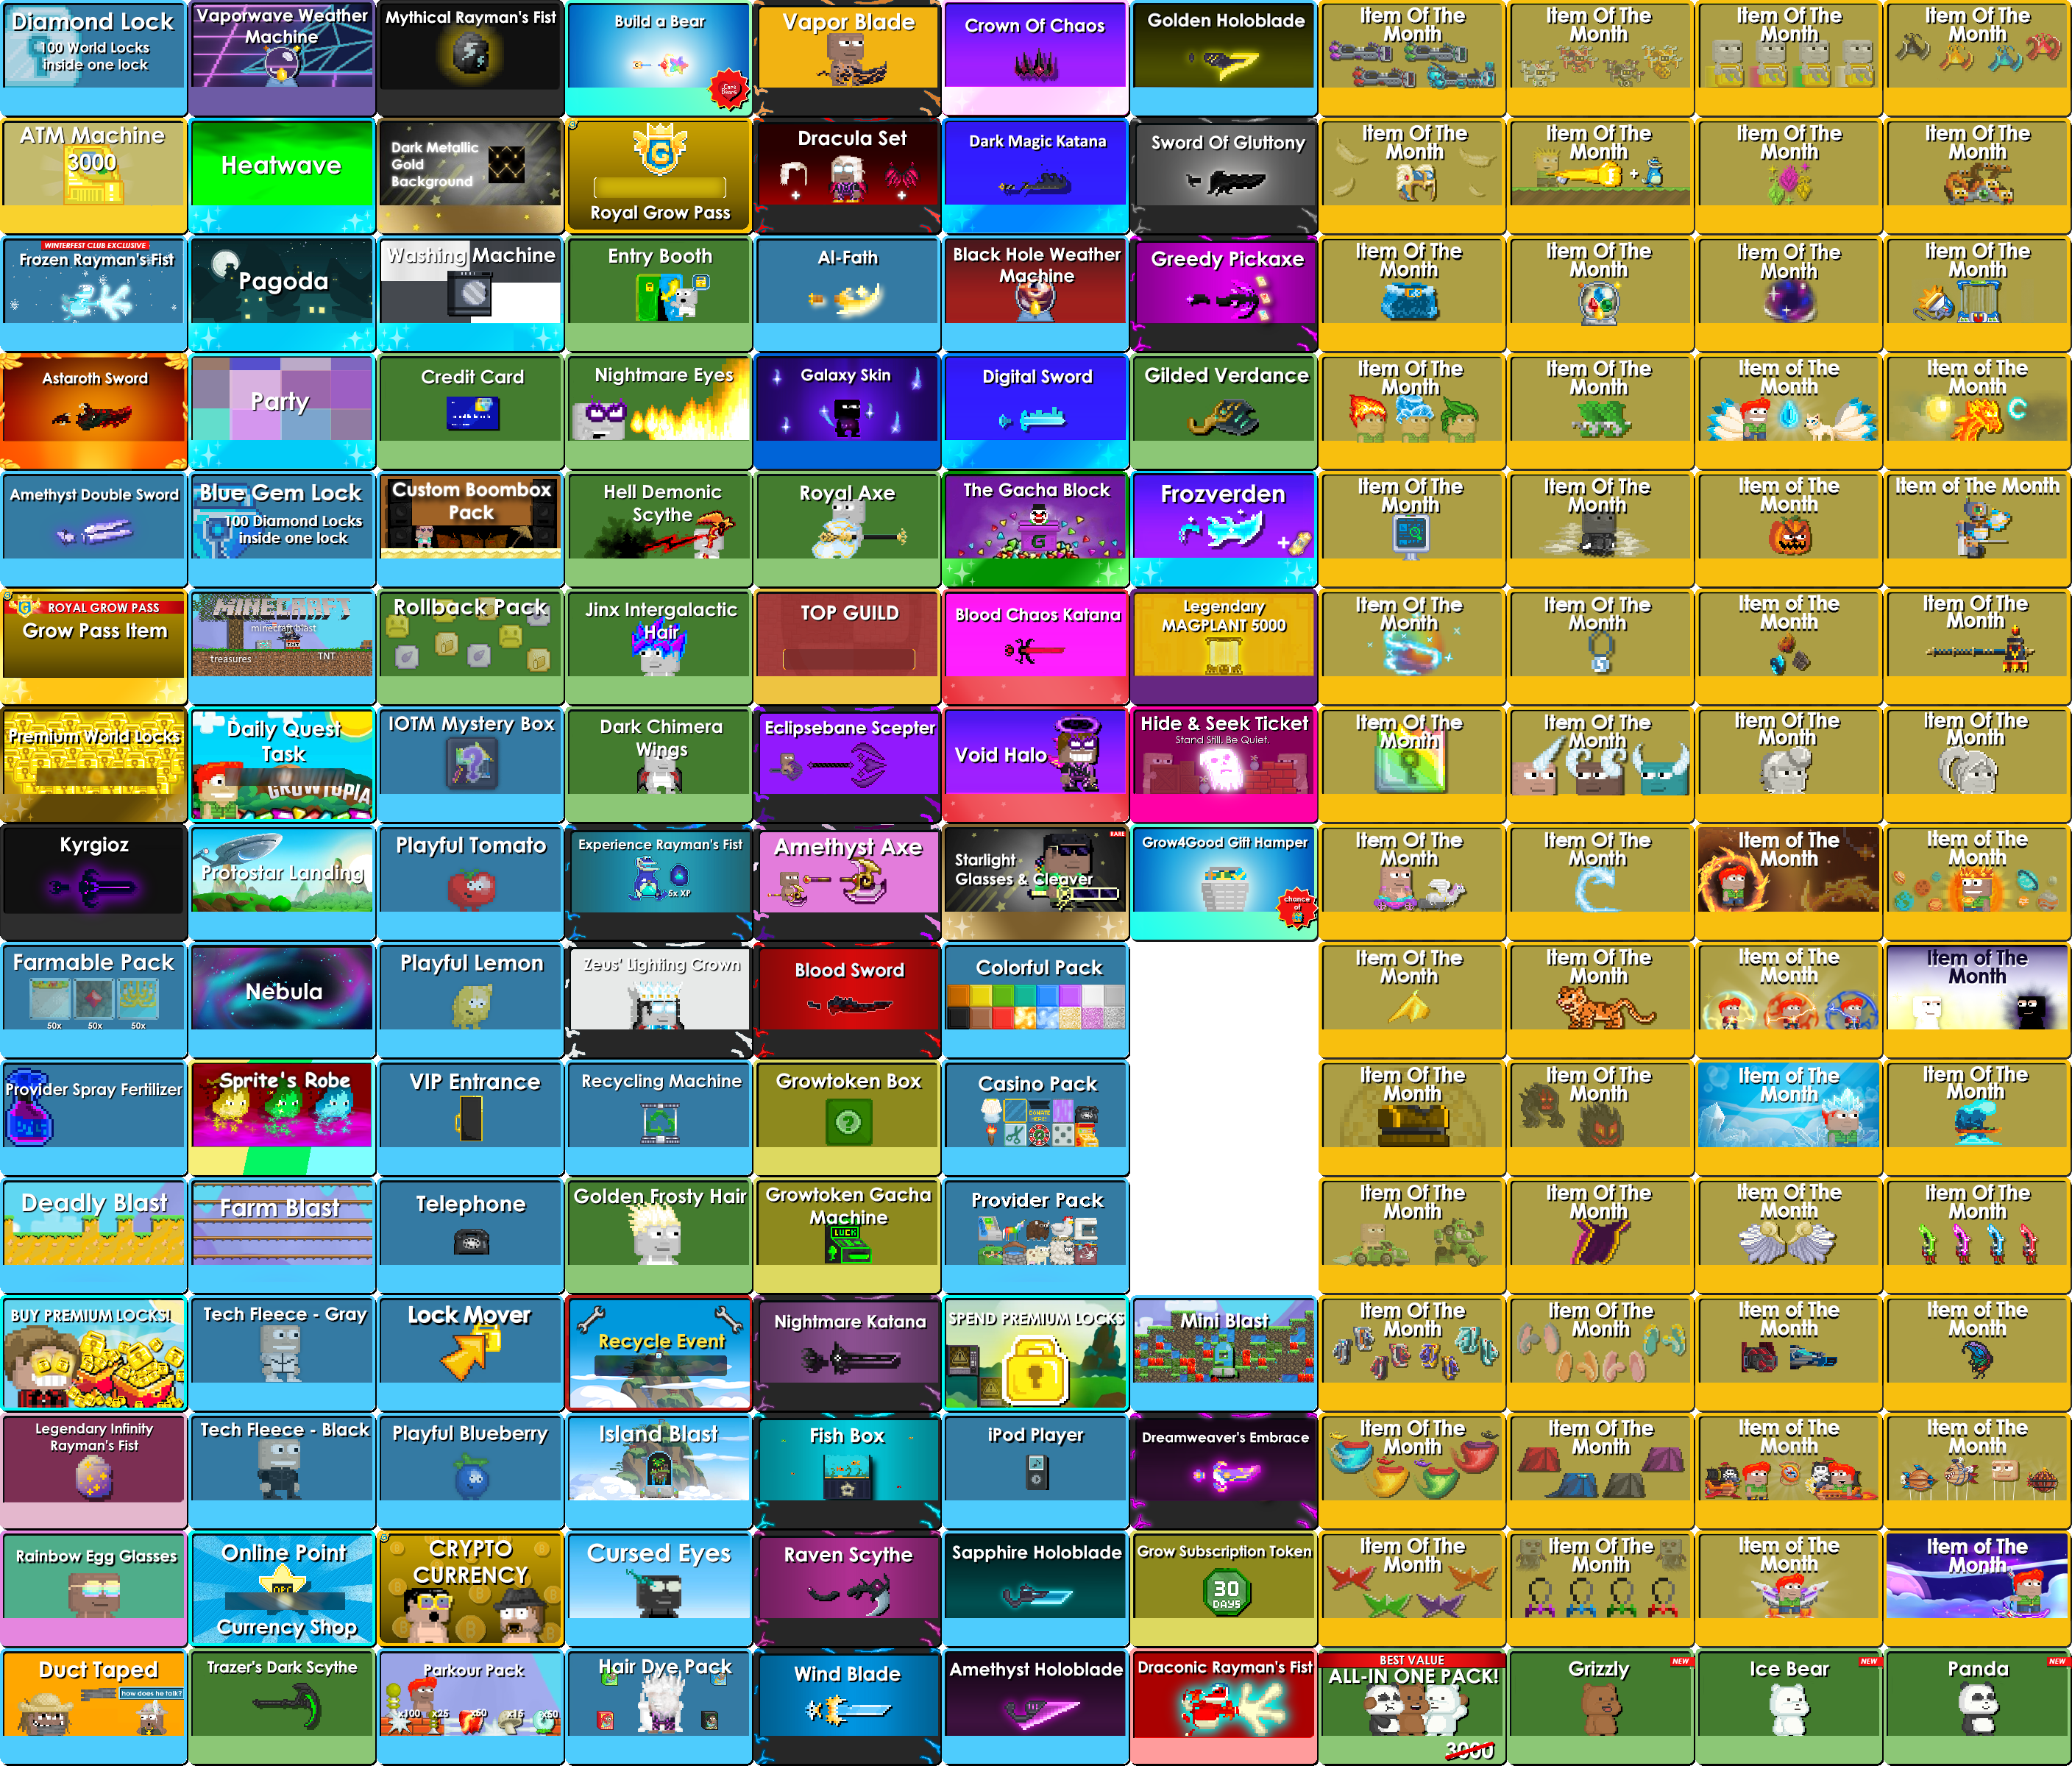 Diamond Lock
100 World Locks
inside one lock
Vaporwave Weather
Machine
Mythical Rayman's Fist
Build a Bear
Vapor Blade
Crown Of Chaos
Golden Holoblade
Item Of The
Month
Item Of The
Month
Item Of The
Month
Item Of The
Month
ATM Machine
3000
Heatwave
Dark Metallic
Gold
Background
G
Royal Grow Pass
Dracula Set
+
+
Dark Magic Katana
Sword Of Gluttony
Item Of The
Month
Item Of The
Month
+
Item Of The
Month
Item Of The
Month
WINTERFEST CLUB EXCLUSIVE
Frozen Rayman's Fist
Pagoda
Washing Machine
Entry Booth
Al-Fath
Black Hole Weather
Machine
Greedy Pickaxe
Item Of The
Month
Item Of The
Month
Item Of The
Month
Item Of The
Month
Astaroth Sword
Party
Credit Card
Nightmare Eyes
Galaxy Skin
Digital Sword
Gilded Verdance
Item Of The
Month
Item Of The
Month
Item of The
Month
Item of The
Month
Amethyst Double Sword
Blue Gem Lock
100 Diamond Locks
inside one lock
Custom Boombox
Pack
Hell Demonic
Scythe
Royal Axe
The Gacha Block
G
Frozverden
+
Item Of The
Month
Item Of The
Month
Item of The
Month
Item of The Month
ROYAL GROW PASS
Grow Pass Item
MINECRAFT
minecraft blast
treasures
TNT
Rollback Pack
Jinx Intergalactic
Hair
TOP GUILD
Blood Chaos Katana
Legendary
MAGPLANT 5000
Item Of The
Month
Item Of The
Month
Item of The
Month
Item Of The
Month
Premium World Locks
Daily Quest
Task
GROWTOPIA
IOTM Mystery Box
Dark Chimera
Wings
Eclipsebane Scepter
Void Halo
Hide & Seek Ticket
Stand Still, Be Quiet.
Item Of The
Month
Item Of The
Month
Item Of The
Month
Item Of The
Month
Kyrgioz
Protostar Landing
Playful Tomato
Experience Rayman's Fist
5x XP
Amethyst Axe
RARE
Starlight
Glasses & Cleaver
Grow4Good Gift Hamper
chance
of
Item Of The
Month
Item Of The
Month
Item of The
Month
Item of The
Month
Farmable Pack
50x
50x
50x
Nebula
Playful Lemon
Zeus' Lighting Crown
Blood Sword
Colorful Pack
Item Of The
Month
Item Of The
Month
Item of The
Month
Item of The
Month
Provider Spray Fertilizer
Sprite's Robe
VIP Entrance
Recycling Machine
Growtoken Box
?
Casino Pack
Item Of The
Month
Item Of The
Month
Item of The
Month
Item Of The
Month
Deadly Blast
Farm Blast
Telephone
Golden Frosty Hair
Growtoken Gacha
Machine
LUCK
Provider Pack
Item Of The
Month
Item Of The
Month
Item Of The
Month
Item Of The
Month
BUY PREMIUM LOCKS!
Tech Fleece - Gray
Lock Mover
Recycle Event
Nightmare Katana
SPEND PREMIUM LOCKS
Mini Blast
Item Of The
Month
Item Of The
Month
Item Of The
Month
Item Of The
Month
Legendary Infinity
Rayman's Fist
Tech Fleece - Black
Playful Blueberry
Island Blast
Fish Box
iPod Player
Dreamweaver's Embrace
Item Of The
Month
Item Of The
Month
Item of The
Month
Item of The
Month
Rainbow Egg Glasses
Online Point
OPC
Currency Shop
CRYPTO
CURRENCY
Cursed Eyes
Raven Scythe
Sapphire Holoblade
Grow Subscription Token
30
DAYS
Item Of The
Month
Item Of The
Month
Item of The
Month
Item of The
Month
Duct Taped
how does he talk?
Trazer's Dark Scythe
Parkour Pack
x100
x25
x50
x15
x50
Hair Dye Pack
Wind Blade
Amethyst Holoblade
Draconic Rayman's Fist
BEST VALUE
ALL-IN ONE PACK!
3000
Grizzly
NEW
Ice Bear
NEW
Panda
NEW